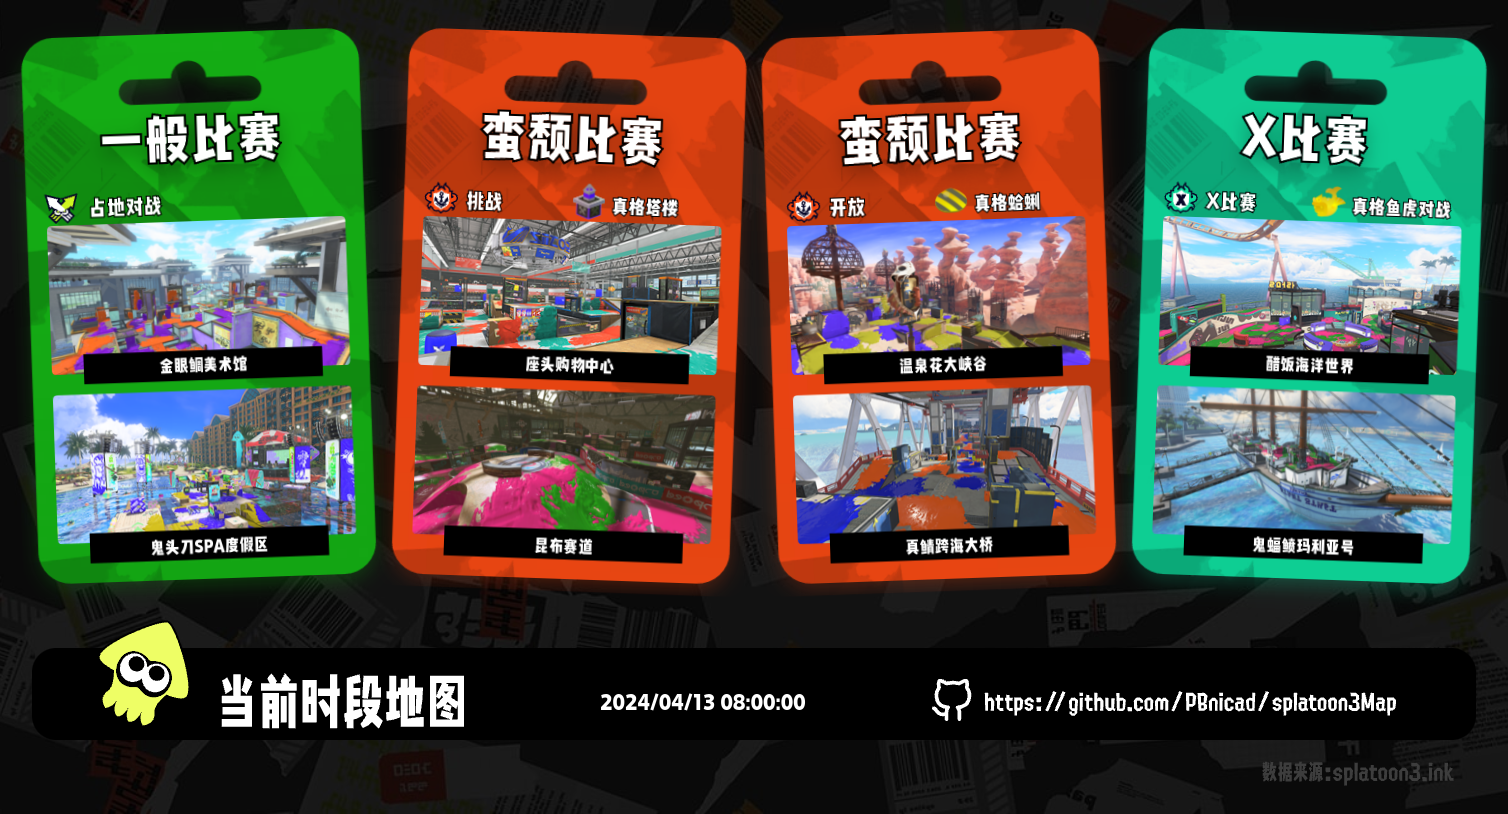 一般比赛
占地对战
金眼鲷美术馆
鬼头刀SPA度假区
蛮颓比赛
挑战
真格塔楼
座头购物中心
昆布赛道
蛮颓比赛
开放
真格蛤蜊
温泉花大峡谷
真鲭跨海大桥
X比赛
X比赛
真格鱼虎对战
醋饭海洋世界
鬼蝠鲼玛利亚号
当前时段地图
2024/04/13 08:00:00
https://github.com/PBnicad/splatoon3Map
数据来源:splatoon3.ink